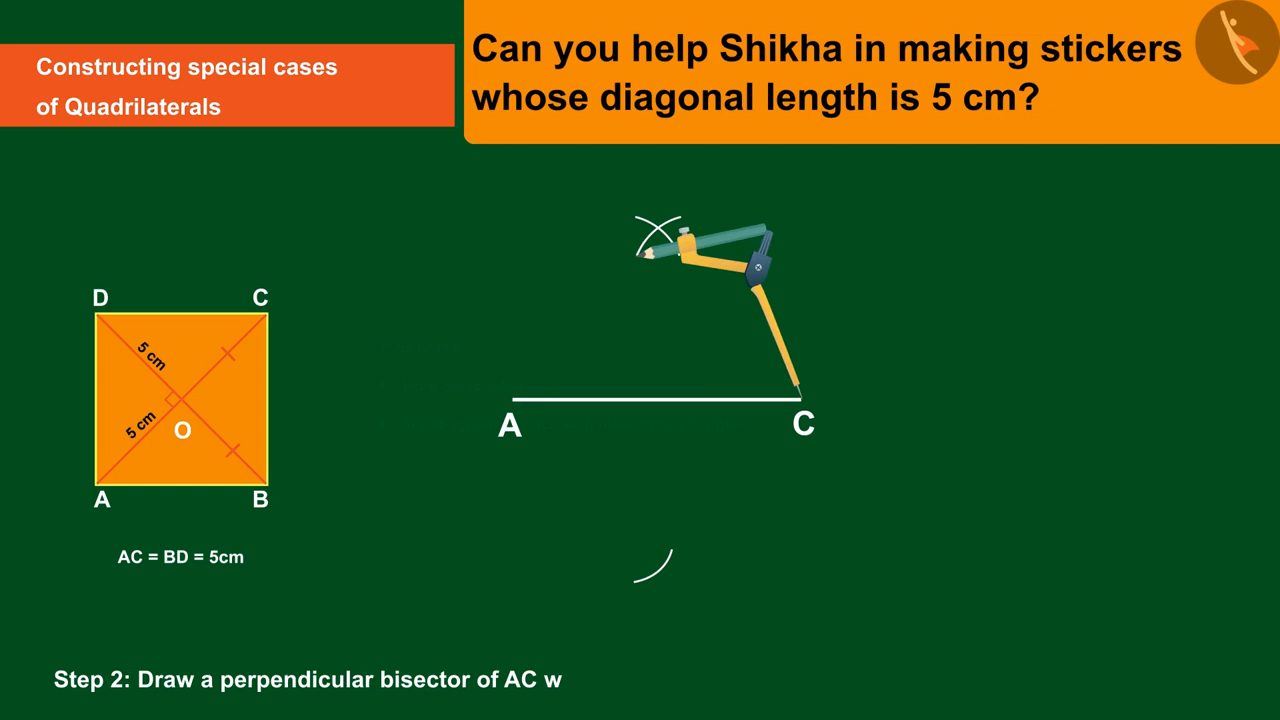 Constructing special cases
of Quadrilaterals
Can you help Shikha in making stickers
whose diagonal length is 5 cm?
D
C
5 cm
5 cm
O
A
B
AC = BD = 5cm
A
C
Step 2: Draw a perpendicular bisector of AC w